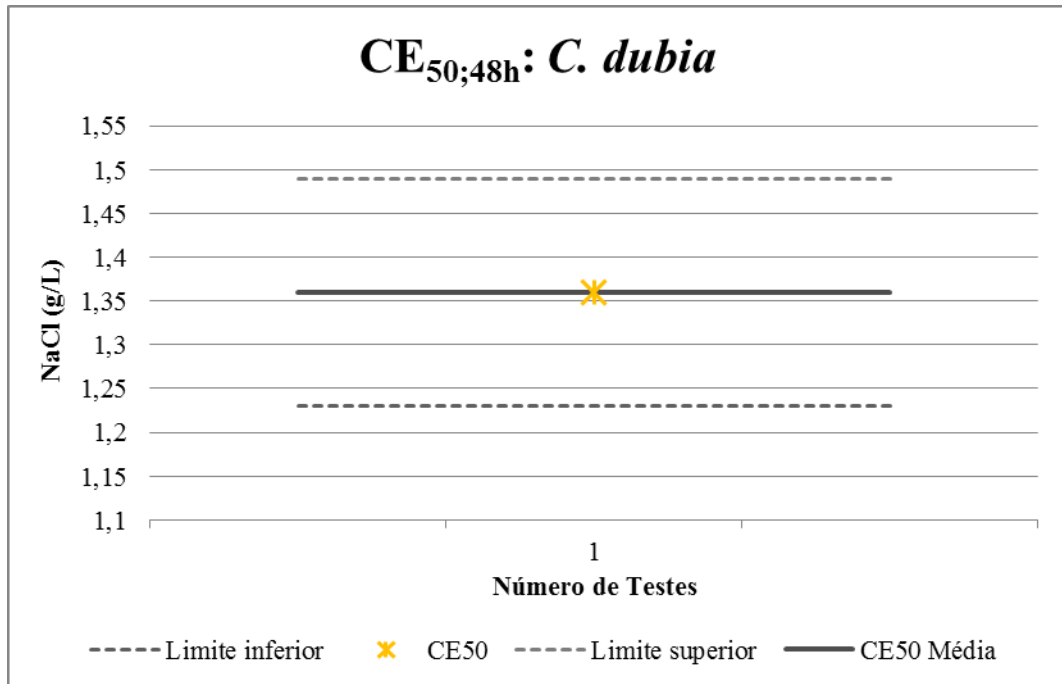 CE50;48h: C. dubia
1,55
1,5
1,45
1,4
1,35
1,3
1,25
1,2
1,15
1,1
NaCl (g/L)
1
Número de Testes
Limite inferior CE50 Limite superior CE50 Média